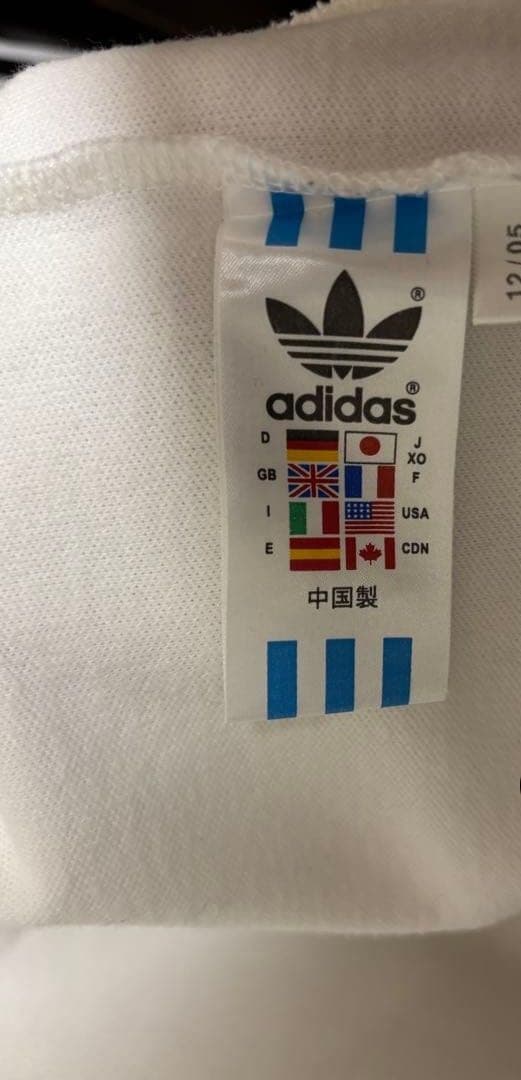 ®
adidas®
D J
XO
GB F
I USA
E CDN
中国製
12/05